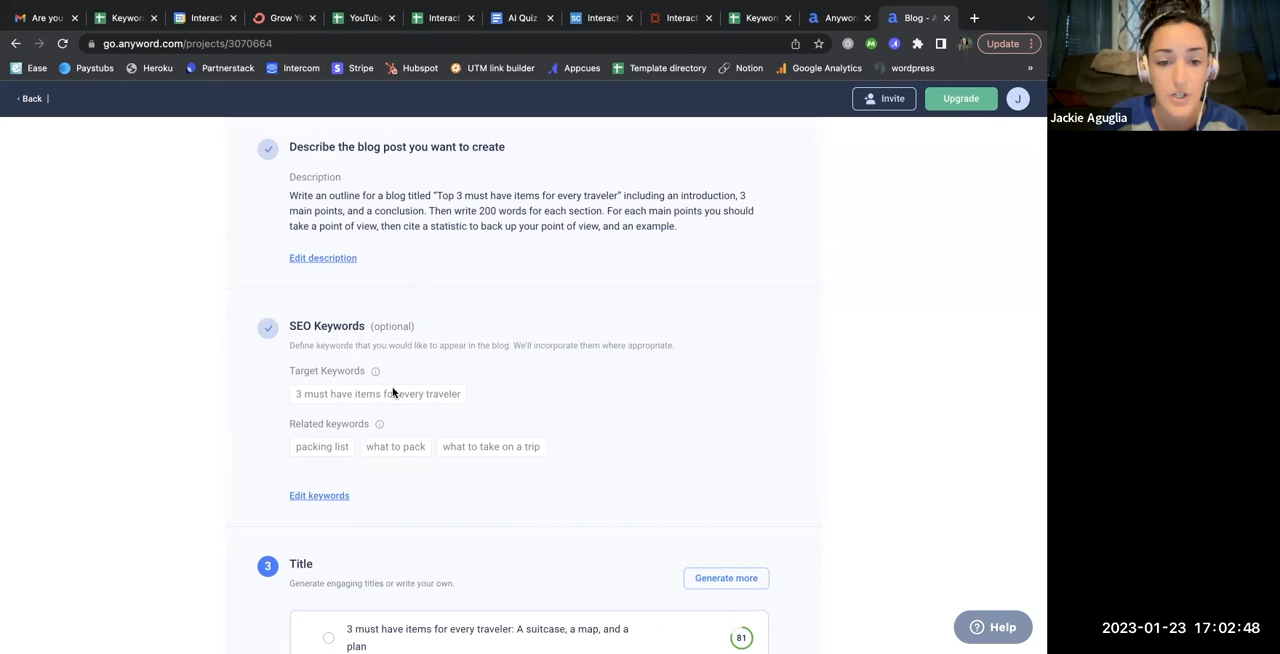 Are you
Keywor
Interact
Grow Y
YouTube
Interact
AI Quiz
Interact
Interact
Keywor
Anywor
Blog - A
go.anyword.com/projects/3070664
Update
Ease
Paystubs
Heroku
Partnerstack
Intercom
Stripe
Hubspot
UTM link builder
Appcues
Template directory
Notion
Google Analytics
wordpress
»
‹ Back |
Invite
Upgrade
J
Jackie Aguglia
Describe the blog post you want to create
Description
Write an outline for a blog titled “Top 3 must have items for every traveler” including an introduction, 3
main points, and a conclusion. Then write 200 words for each section. For each main points you should
take a point of view, then cite a statistic to back up your point of view, and an example.
Edit description
SEO Keywords (optional)
Define keywords that you would like to appear in the blog. We'll incorporate them where appropriate.
Target Keywords
3 must have items for every traveler
Related keywords
packing list
what to pack
what to take on a trip
Edit keywords
3
Title
Generate engaging titles or write your own.
Generate more
3 must have items for every traveler: A suitcase, a map, and a
plan
81
Help
2023-01-23 17:02:48